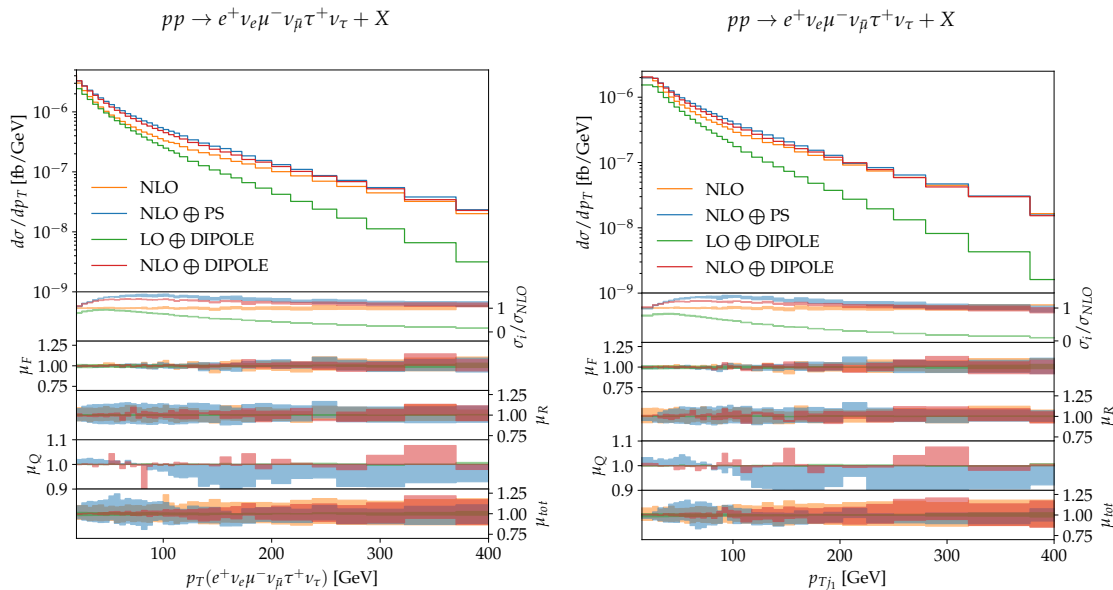 pp → e⁺νₑμ⁻ν_μ̄τ⁺ν_τ + X
dσ/dp_T [fb/GeV]
10⁻⁶
10⁻⁷
10⁻⁸
10⁻⁹
NLO
NLO ⊕ PS
LO ⊕ DIPOLE
NLO ⊕ DIPOLE
1
0
σᵢ/σ_NLO
μ_F
1.25
1.00
0.75
1.25
1.00
0.75
μ_R
μ_Q
1.1
1.0
0.9
1.25
1.00
0.75
μ_tot
100
200
300
400
p_T(e⁺νₑμ⁻ν_μ̄τ⁺ν_τ) [GeV]
pp → e⁺νₑμ⁻ν_μ̄τ⁺ν_τ + X
dσ/dp_T [fb/GeV]
10⁻⁶
10⁻⁷
10⁻⁸
10⁻⁹
NLO
NLO ⊕ PS
LO ⊕ DIPOLE
NLO ⊕ DIPOLE
1
0
σᵢ/σ_NLO
μ_F
1.25
1.00
0.75
1.25
1.00
0.75
μ_R
μ_Q
1.1
1.0
0.9
1.25
1.00
0.75
μ_tot
100
200
300
400
p_Tj₁ [GeV]